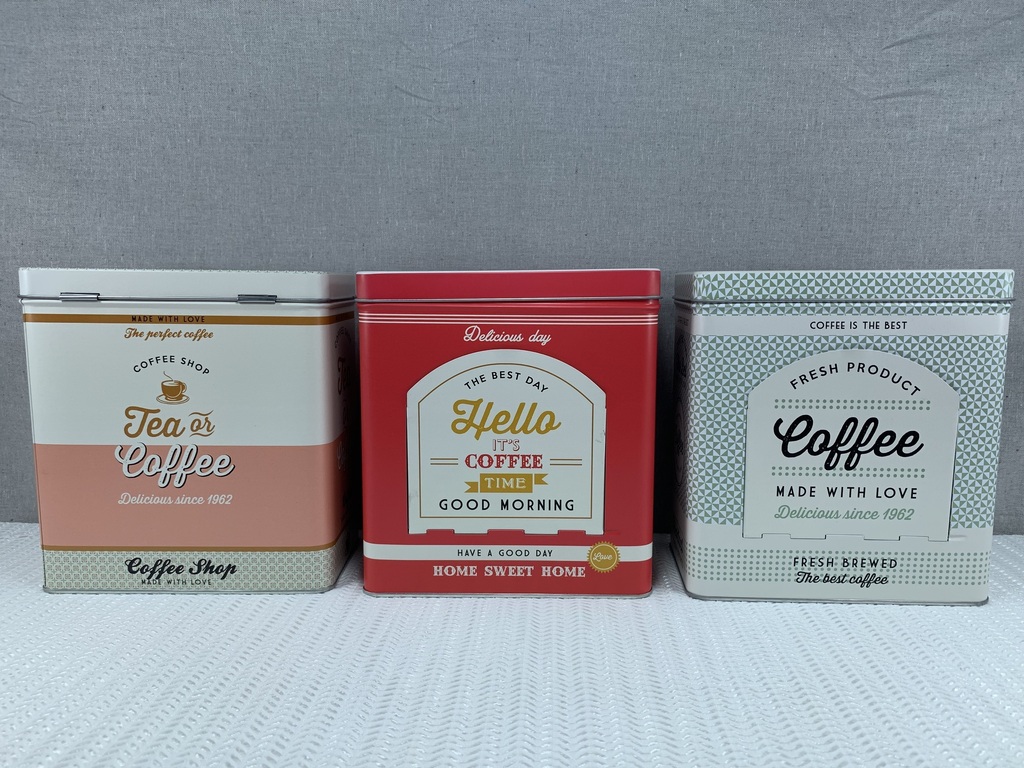 MADE WITH LOVE
The perfect coffee
COFFEE SHOP
Tea or
Coffee
Delicious since 1962
Coffee Shop
MADE WITH LOVE
Delicious day
THE BEST DAY
Hello
IT'S
COFFEE
TIME
GOOD MORNING
HAVE A GOOD DAY
Love
HOME SWEET HOME
COFFEE IS THE BEST
FRESH PRODUCT
Coffee
MADE WITH LOVE
Delicious since 1962
FRESH BREWED
The best coffee